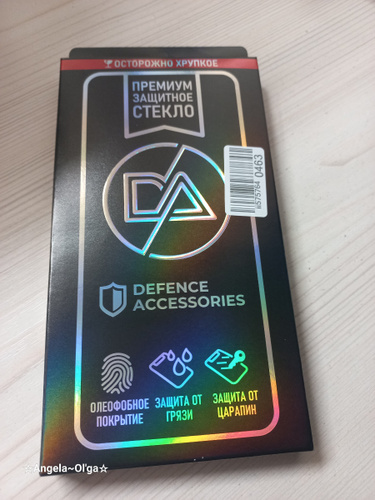 ОСТОРОЖНО ХРУПКОЕ
ПРЕМИУМ
ЗАЩИТНОЕ
СТЕКЛО
DA
8575764 0463
DEFENCE
ACCESSORIES
ОЛЕОФОБНОЕ
ПОКРЫТИЕ
ЗАЩИТА ОТ
ГРЯЗИ
ЗАЩИТА ОТ
ЦАРАПИН
☆Angela~Ol'ga☆